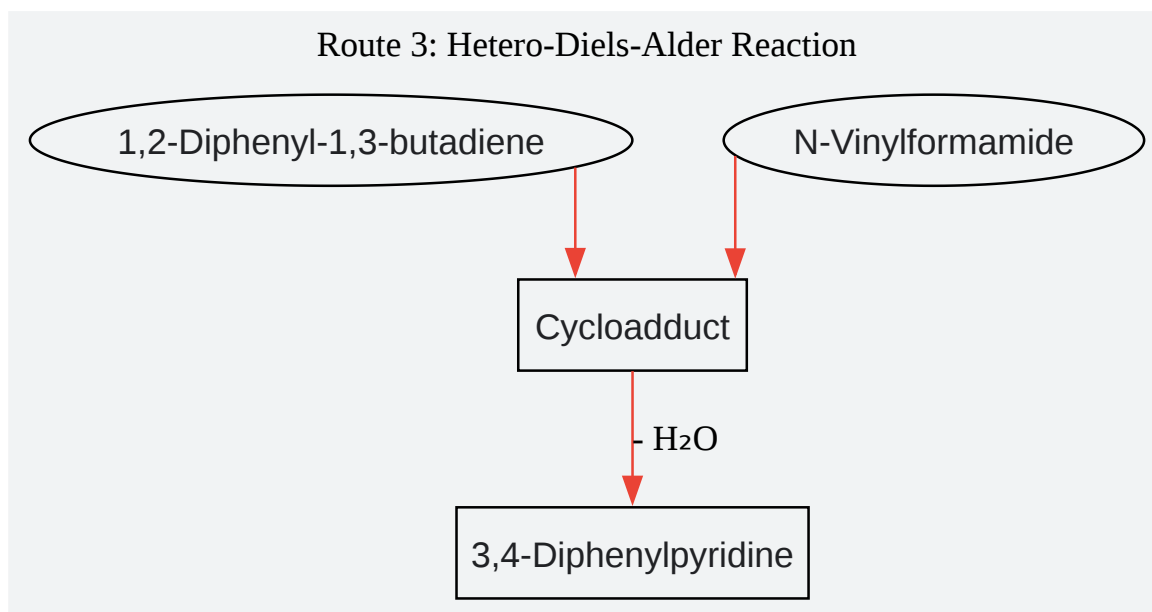 Route 3: Hetero-Diels-Alder Reaction
1,2-Diphenyl-1,3-butadiene
N-Vinylformamide
Cycloadduct
- H₂O
3,4-Diphenylpyridine